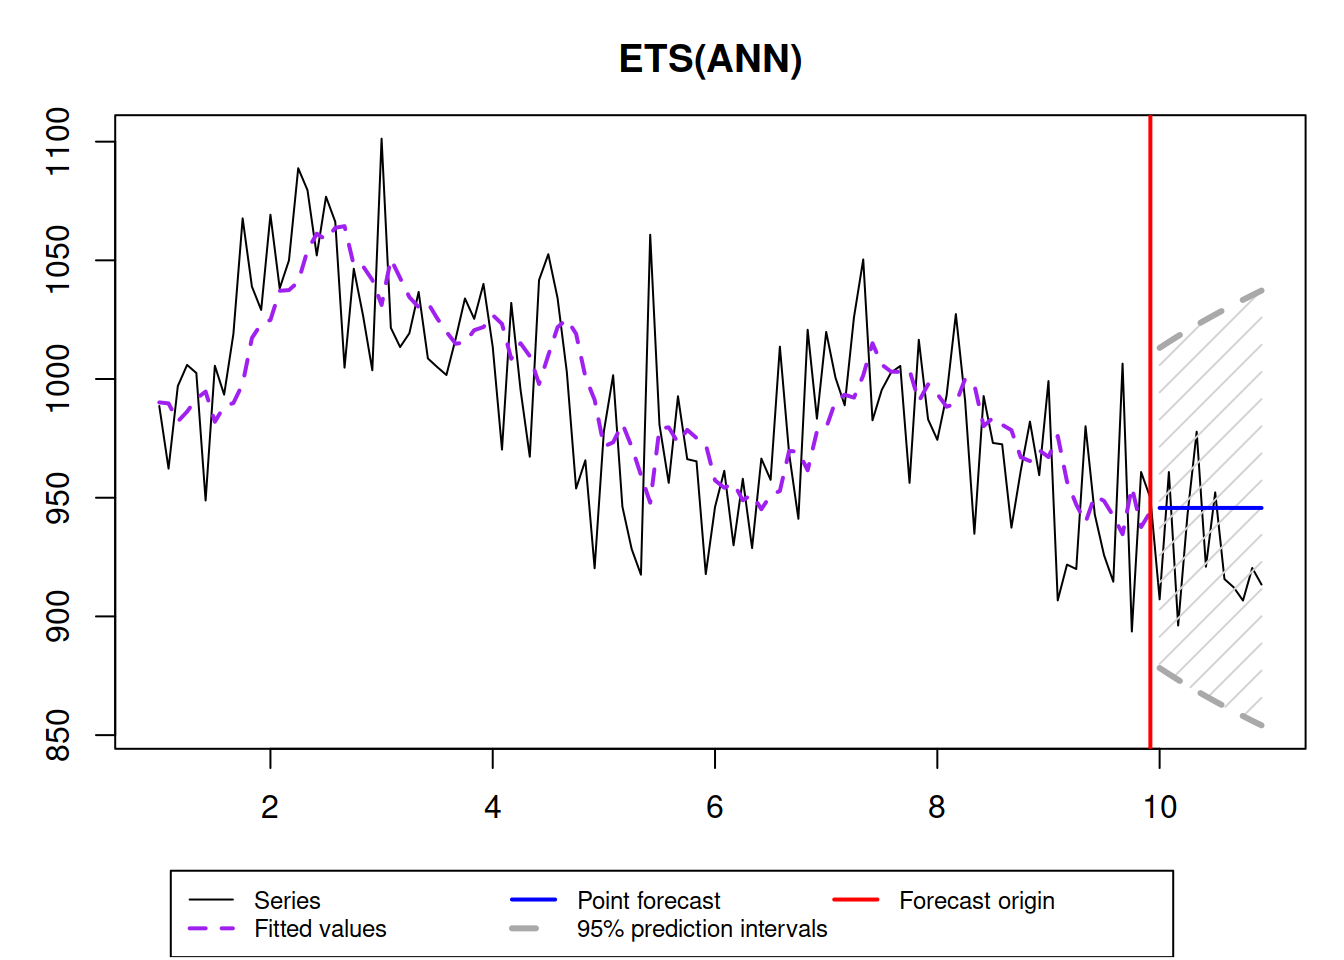 ETS(ANN)
1100
1050
1000
950
900
850
2 4 6 8 10
Series Point forecast Forecast origin
Fitted values 95% prediction intervals